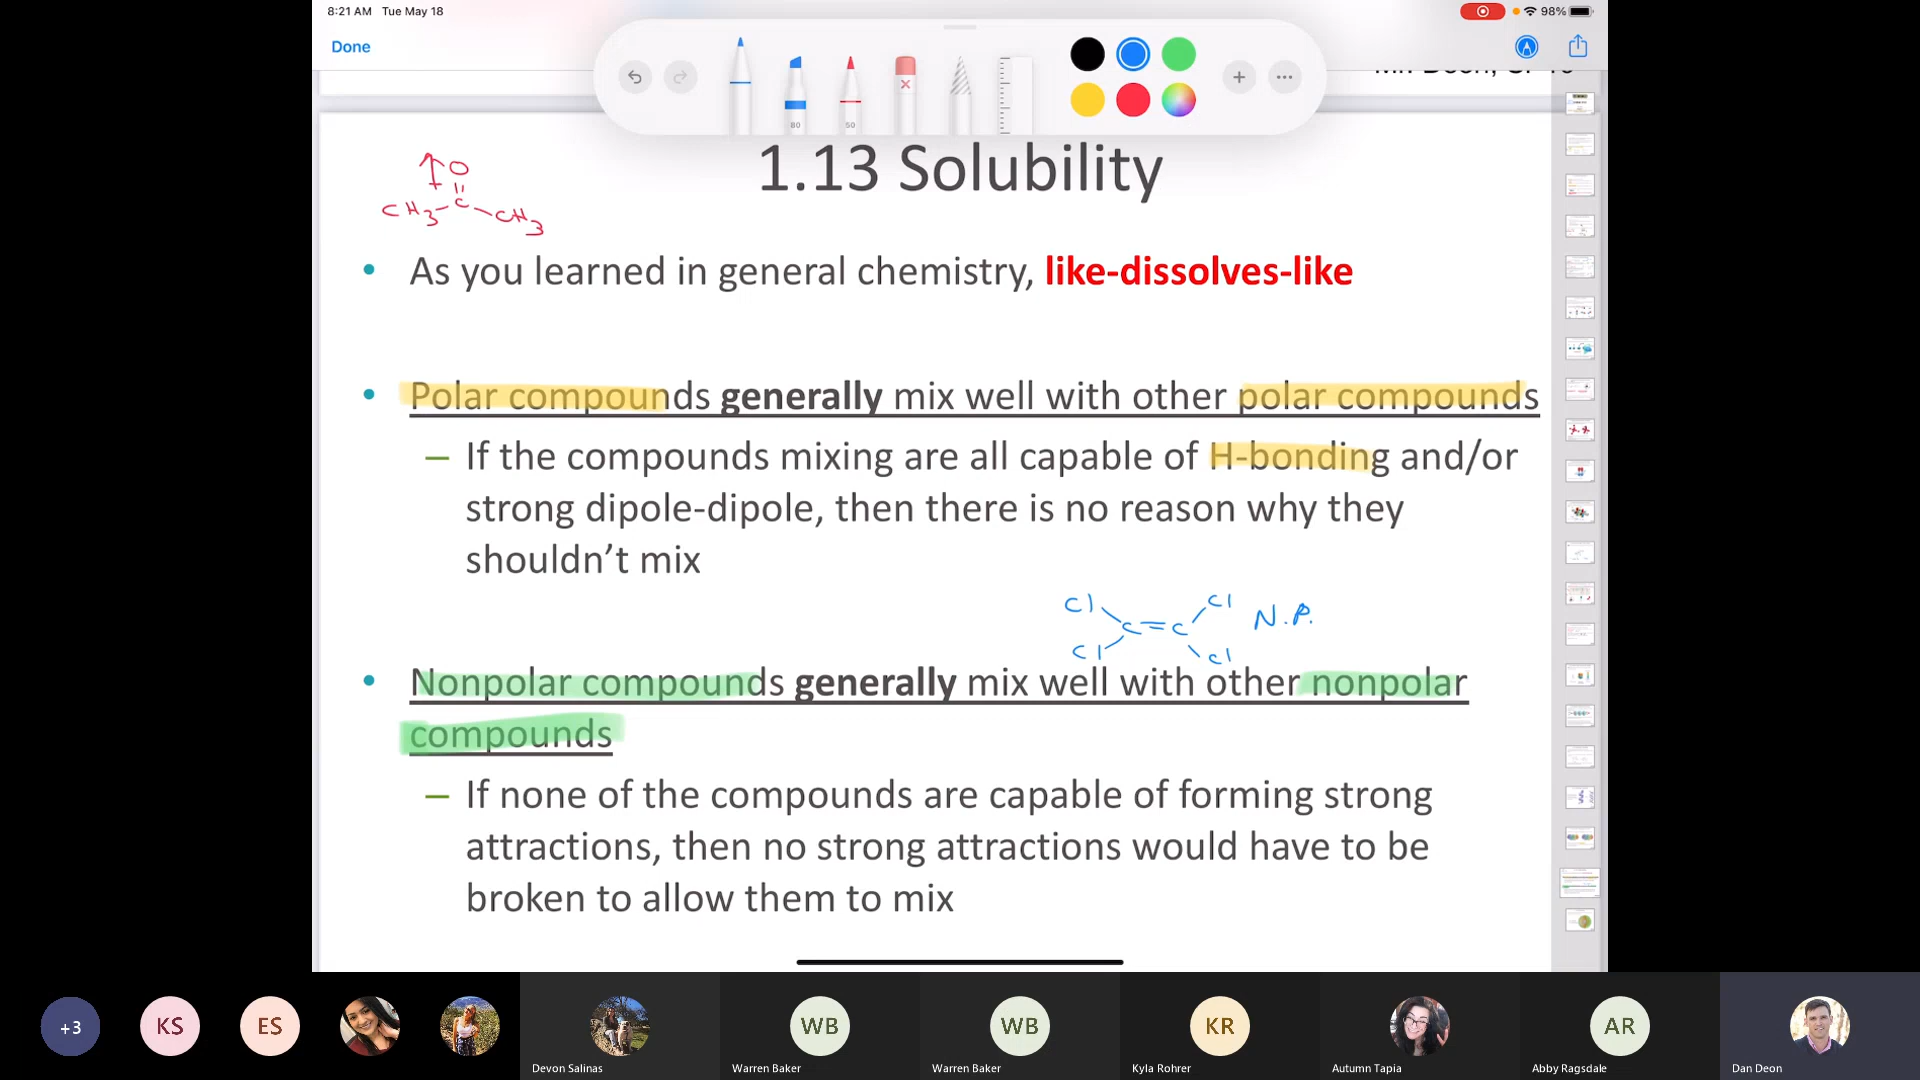 8:21 AM Tue May 18
98%
Done
80
50
1.13 Solubility
O
CH3 C CH3
• As you learned in general chemistry, like-dissolves-like
• Polar compounds generally mix well with other polar compounds
– If the compounds mixing are all capable of H-bonding and/or
strong dipole-dipole, then there is no reason why they
shouldn’t mix
Cl Cl
C=C N.P.
Cl Cl
• Nonpolar compounds generally mix well with other nonpolar
compounds
– If none of the compounds are capable of forming strong
attractions, then no strong attractions would have to be
broken to allow them to mix
+3 KS ES WB WB KR AR
Devon Salinas Warren Baker Warren Baker Kyla Rohrer Autumn Tapia Abby Ragsdale Dan Deon